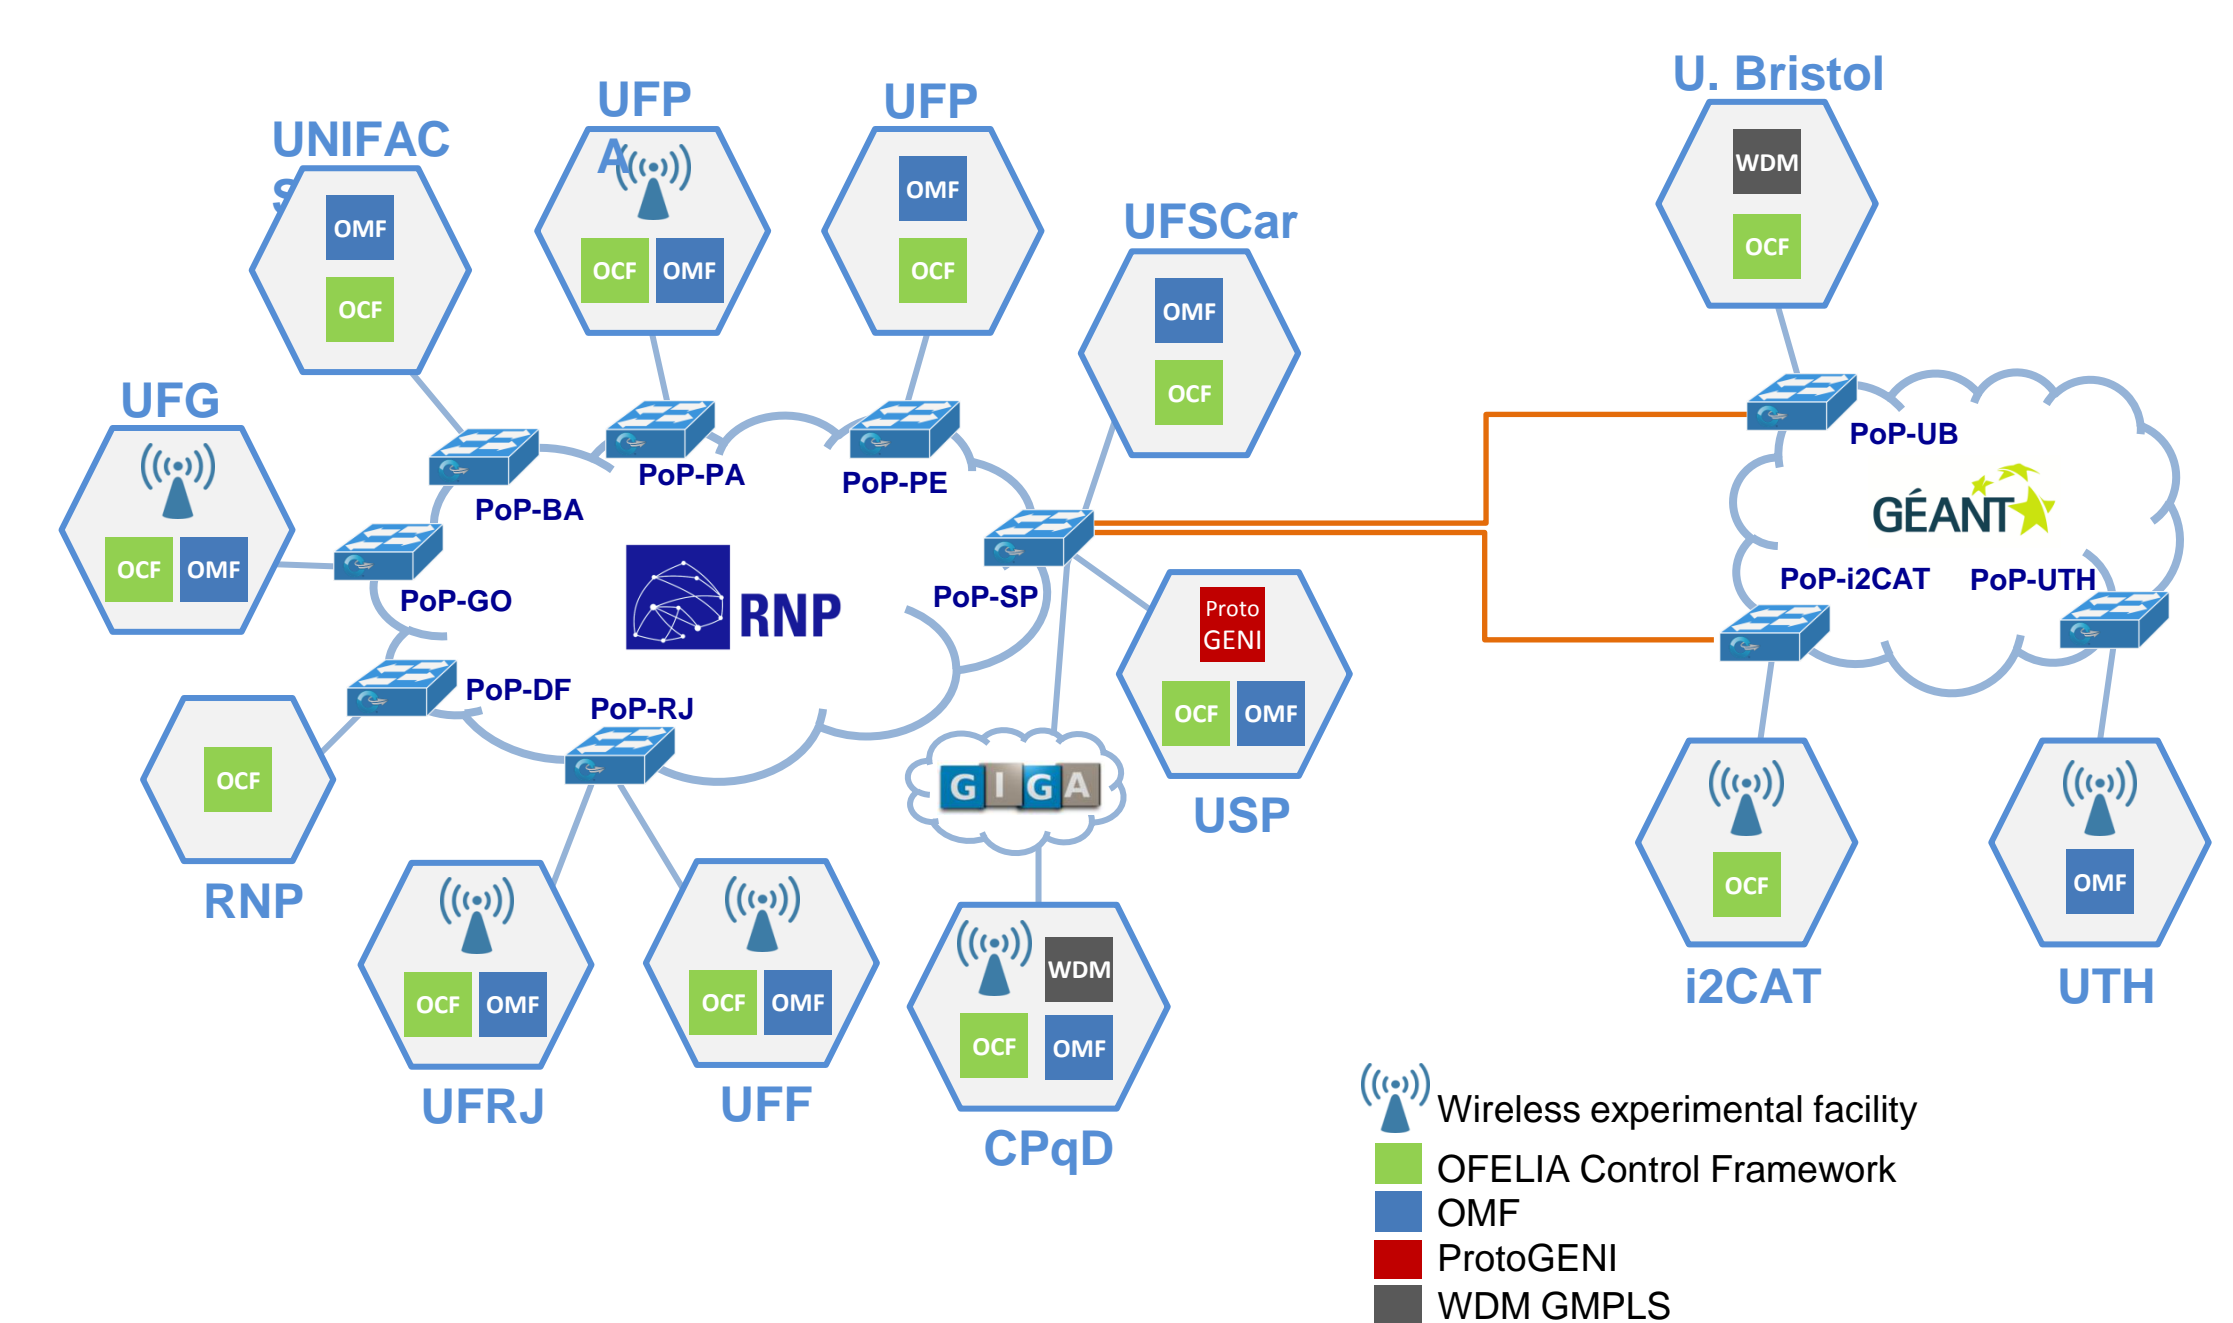 U. Bristol
UFP
A
UFP
UNIFAC
S
WDM
OCF
OMF
OCF
OCF
OMF
OMF
OCF
UFSCar
OMF
OCF
UFG
OCF
OMF
PoP-BA
PoP-PA
PoP-PE
PoP-UB
GÉANT
PoP-GO
RNP
PoP-SP
PoP-i2CAT
PoP-UTH
Proto
GENI
OCF
OMF
USP
PoP-DF
PoP-RJ
OCF
RNP
GIGA
OCF
OMF
UFRJ
OCF
OMF
UFF
WDM
OCF
OMF
CPqD
OCF
i2CAT
OMF
UTH
Wireless experimental facility
OFELIA Control Framework
OMF
ProtoGENI
WDM GMPLS